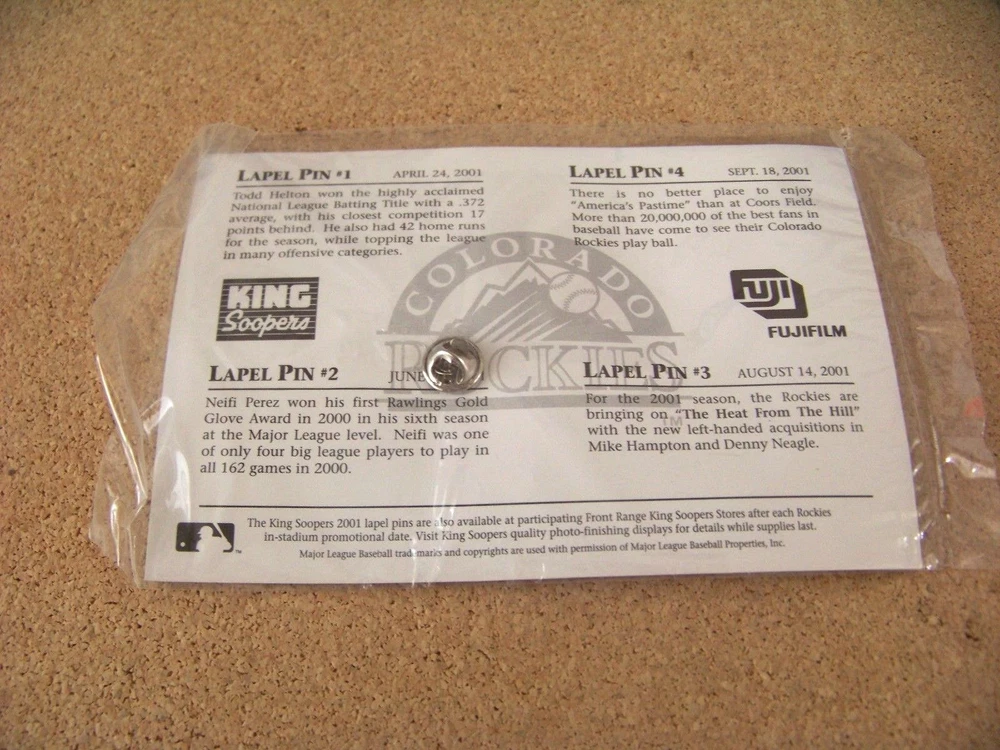 LAPEL PIN #1 APRIL 24, 2001
Todd Helton won the highly acclaimed
National League Batting Title with a .372
average, with his closest competition 17
points behind. He also had 42 home runs
for the season, while topping the league
in many offensive categories.
LAPEL PIN #4 SEPT. 18, 2001
There is no better place to enjoy
"America's Pastime" than at Coors Field.
More than 20,000,000 of the best fans in
baseball have come to see their Colorado
Rockies play ball.
KING
Soopers
COLORADO
ROCKIES
TM
FUJI
FUJIFILM
LAPEL PIN #2 JUNE
Neifi Perez won his first Rawlings Gold
Glove Award in 2000 in his sixth season
at the Major League level. Neifi was one
of only four big league players to play in
all 162 games in 2000.
LAPEL PIN #3 AUGUST 14, 2001
For the 2001 season, the Rockies are
bringing on "The Heat From The Hill"
with the new left-handed acquisitions in
Mike Hampton and Denny Neagle.
The King Soopers 2001 lapel pins are also available at participating Front Range King Soopers Stores after each Rockies
in-stadium promotional date. Visit King Soopers quality photo-finishing displays for details while supplies last.
Major League Baseball trademarks and copyrights are used with permission of Major League Baseball Properties, Inc.